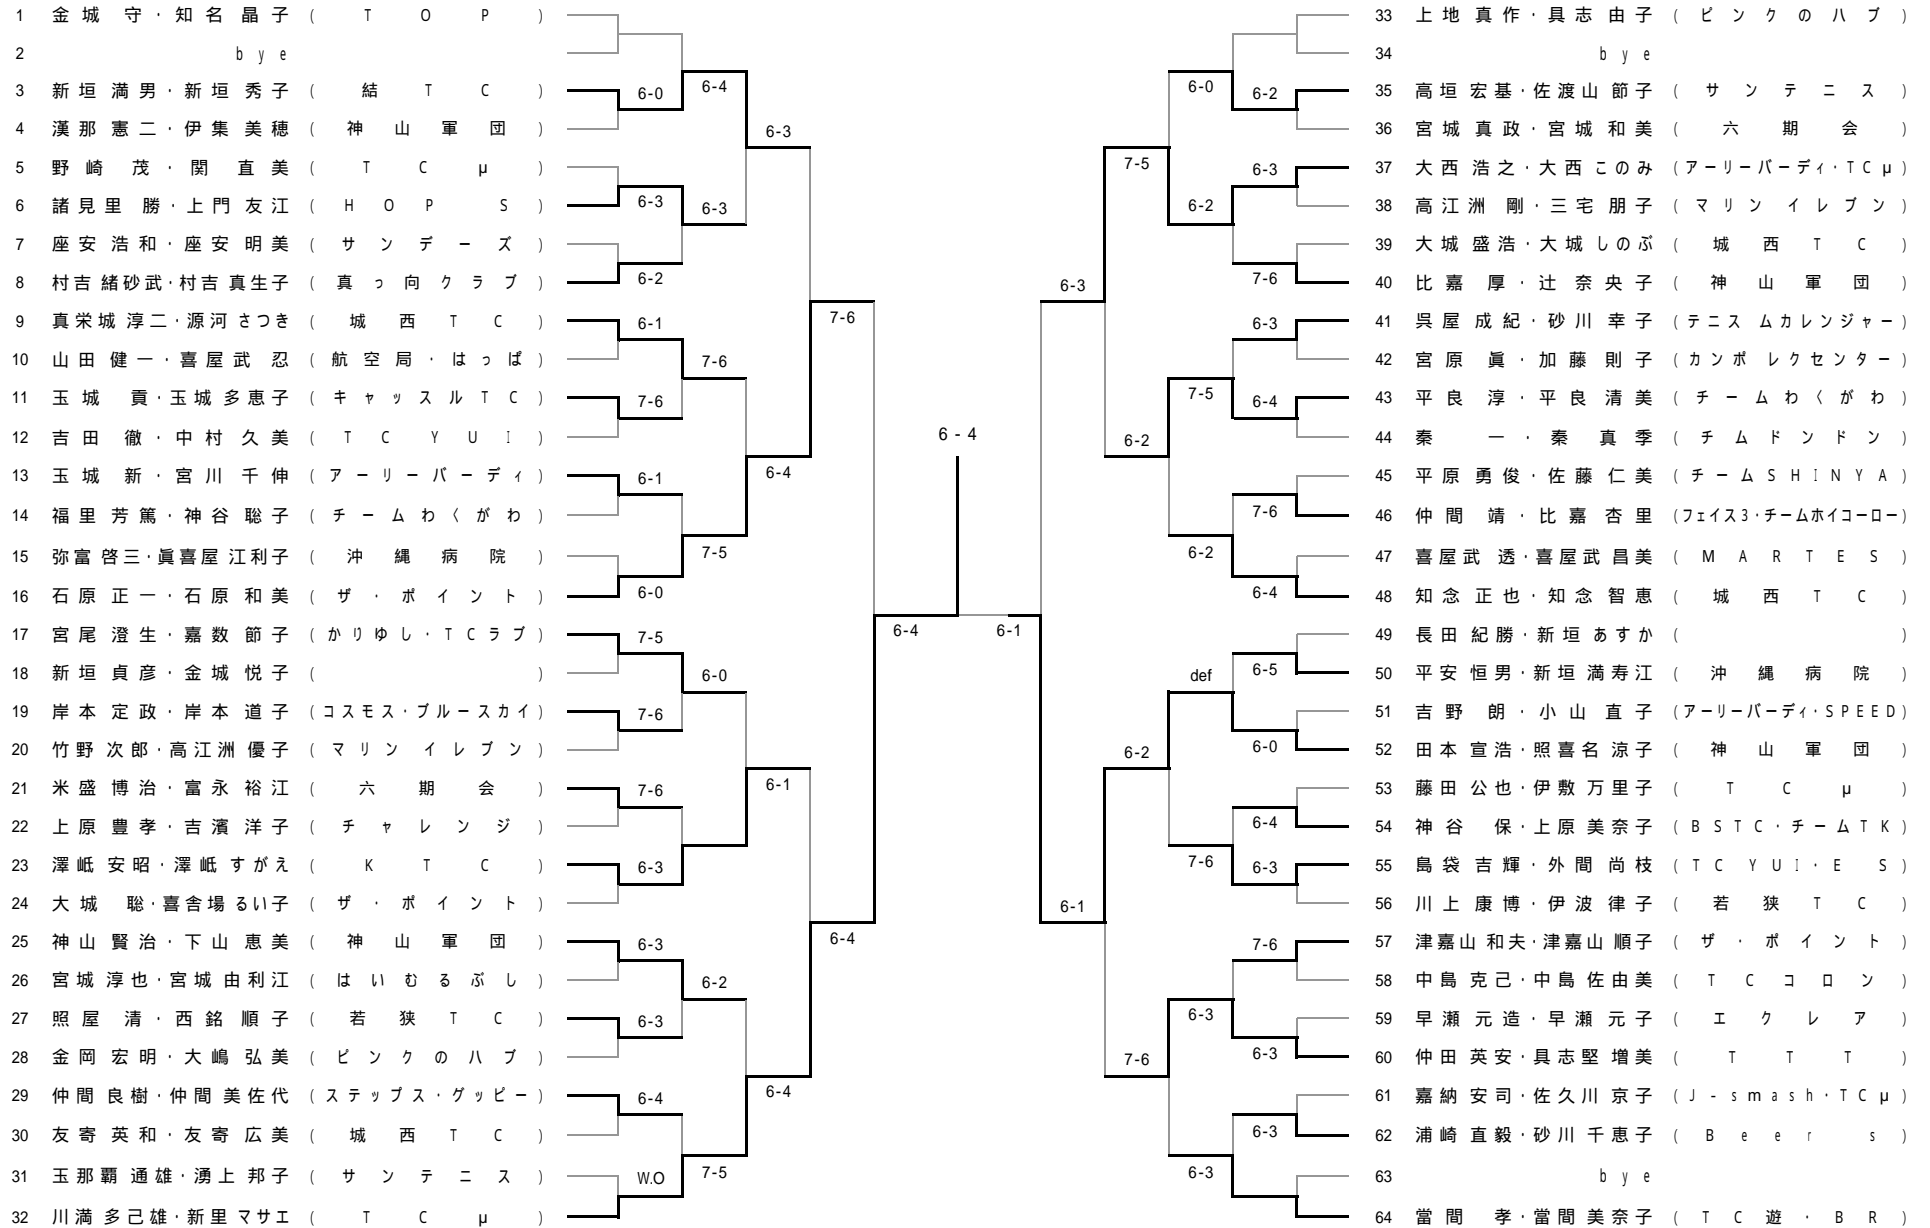 1 金城 守・知名 晶子 ( TOP )
2 bye
3 新垣 満男・新垣 秀子 ( 結TC )
4 漢那 憲二・伊集 美穂 ( 神山軍団 )
5 野崎 茂・関 直美 ( TCμ )
6 諸見里 勝・上門 友江 ( HOPS )
7 座安 浩和・座安 明美 ( サンデーズ )
8 村吉 緒砂武・村吉 真生子 ( 真っ向クラブ )
9 真栄城 淳二・源河 さつき ( 城西TC )
10 山田 健一・喜屋武 忍 ( 航空局・はっぱ )
11 玉城 貢・玉城 多恵子 ( キャッスルTC )
12 吉田 徹・中村 久美 ( TC YUI )
13 玉城 新・宮川 千伸 ( アーリーバーディ )
14 福里 芳篤・神谷 聡子 ( チームわくがわ )
15 弥富 啓三・眞喜屋 江利子 ( 沖縄病院 )
16 石原 正一・石原 和美 ( ザ・ポイント )
17 宮尾 澄生・嘉数 節子 ( かりゆし・TCラブ )
18 新垣 貞彦・金城 悦子 ( )
19 岸本 定政・岸本 道子 ( コスモス・ブルースカイ )
20 竹野 次郎・高江洲 優子 ( マリン イレブン )
21 米盛 博治・富永 裕江 ( 六期会 )
22 上原 豊孝・吉濱 洋子 ( チャレンジ )
23 澤岻 安昭・澤岻 すがえ ( KTC )
24 大城 聡・喜舎場 るい子 ( ザ・ポイント )
25 神山 賢治・下山 恵美 ( 神山軍団 )
26 宮城 淳也・宮城 由利江 ( はいむるぶし )
27 照屋 清・西銘 順子 ( 若狭TC )
28 金岡 宏明・大嶋 弘美 ( ピンクのハブ )
29 仲間 良樹・仲間 美佐代 ( ステップス・グッピー )
30 友寄 英和・友寄 広美 ( 城西TC )
31 玉那覇 通雄・湧上 邦子 ( サンテニス )
32 川満 多己雄・新里 マサエ ( TCμ )
6-0
6-3
6-2
6-1
7-6
6-1
6-0
7-5
7-6
7-6
6-3
6-3
6-3
6-4
W.O
6-4
6-3
7-6
7-5
6-0
6-2
7-5
6-3
6-4
6-1
6-4
7-6
6-4
6-4
6-4
6-1
6-3
6-1
7-5
6-2
6-2
7-6
6-0
6-2
7-5
6-2
def
7-6
6-3
6-3
6-2
6-3
7-6
6-3
6-4
7-6
6-4
6-5
6-0
6-4
6-3
7-6
6-3
6-3
33 上地 真作・具志 由子 ( ピンクのハブ )
34 bye
35 高垣 宏基・佐渡山 節子 ( サンテニス )
36 宮城 真政・宮城 和美 ( 六期会 )
37 大西 浩之・大西 このみ ( アーリーバーディ・TCμ )
38 高江洲 剛・三宅 朋子 ( マリン イレブン )
39 大城 盛浩・大城 しのぶ ( 城西TC )
40 比嘉 厚・辻 奈央子 ( 神山軍団 )
41 呉屋 成紀・砂川 幸子 ( テニス ムカレンジャー )
42 宮原 眞・加藤 則子 ( カンポ レクセンター )
43 平良 淳・平良 清美 ( チームわくがわ )
44 秦 一・秦 真季 ( チムドンドン )
45 平原 勇俊・佐藤 仁美 ( チームSHINYA )
46 仲間 靖・比嘉 杏里 ( フェイス3・チームホイコーロー )
47 喜屋武 透・喜屋武 昌美 ( MARTES )
48 知念 正也・知念 智恵 ( 城西TC )
49 長田 紀勝・新垣 あすか ( )
50 平安 恒男・新垣 満寿江 ( 沖縄病院 )
51 吉野 朗・小山 直子 ( アーリーバーディ・SPEED )
52 田本 宣浩・照喜名 涼子 ( 神山軍団 )
53 藤田 公也・伊敷 万里子 ( TCμ )
54 神谷 保・上原 美奈子 ( BSTC・チームTK )
55 島袋 吉輝・外間 尚枝 ( TC YUI・ES )
56 川上 康博・伊波 律子 ( 若狭TC )
57 津嘉山 和夫・津嘉山 順子 ( ザ・ポイント )
58 中島 克己・中島 佐由美 ( TCコロン )
59 早瀬 元造・早瀬 元子 ( エクレア )
60 仲田 英安・具志堅 増美 ( TTT )
61 嘉納 安司・佐久川 京子 ( J-smash・TCμ )
62 浦崎 直毅・砂川 千恵子 ( Beers )
63 bye
64 當間 孝・當間 美奈子 ( TC遊・BR )